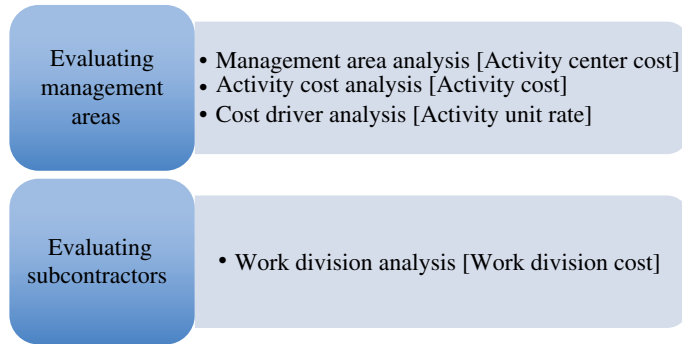 Evaluating
management
areas
• Management area analysis [Activity center cost]
• Activity cost analysis [Activity cost]
• Cost driver analysis [Activity unit rate]
Evaluating
subcontractors
• Work division analysis [Work division cost]